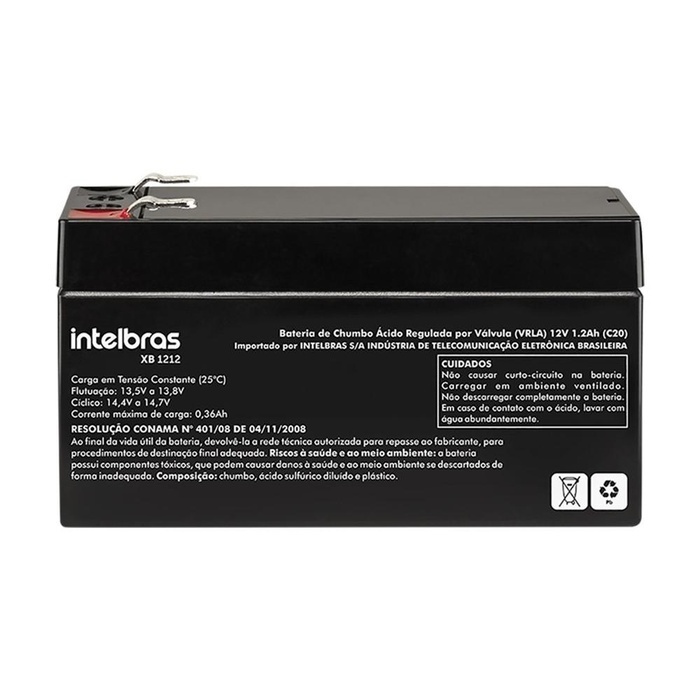 intelbras
XB 1212
Bateria de Chumbo Ácido Regulada por Válvula (VRLA) 12V 1.2Ah (C20)
Importado por INTELBRAS S/A INDÚSTRIA DE TELECOMUNICAÇÃO ELETRÔNICA BRASILEIRA
Carga em Tensão Constante (25°C)
Flutuação: 13,5V a 13,8V
Cíclico: 14,4V a 14,7V
Corrente máxima de carga: 0,36Ah
CUIDADOS
Não causar curto-circuito na bateria.
Carregar em ambiente ventilado.
Não descarregar completamente a bateria.
Em caso de contato com o ácido, lavar com
água abundantemente.
RESOLUÇÃO CONAMA N° 401/08 DE 04/11/2008
Ao final da vida útil da bateria, devolvê-la a rede técnica autorizada para repasse ao fabricante, para
procedimentos de destinação final adequada. Riscos à saúde e ao meio ambiente: a bateria
possui componentes tóxicos, que podem causar danos à saúde e ao meio ambiente se descartados de
forma inadequada. Composição: chumbo, ácido sulfúrico diluído e plástico.
Pb